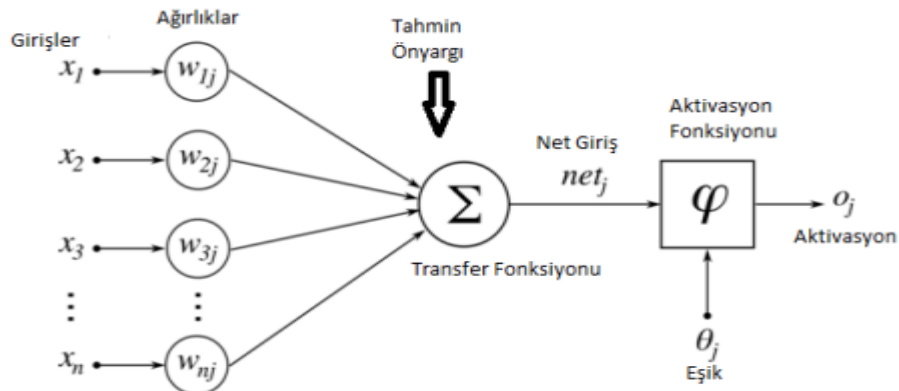 Girişler
Ağırlıklar
Tahmin
Önyargı
x1
w1j
x2
w2j
x3
w3j
⋮
⋮
xn
wnj
Σ
Transfer Fonksiyonu
Net Giriş
netj
Aktivasyon
Fonksiyonu
φ
oj
Aktivasyon
θj
Eşik